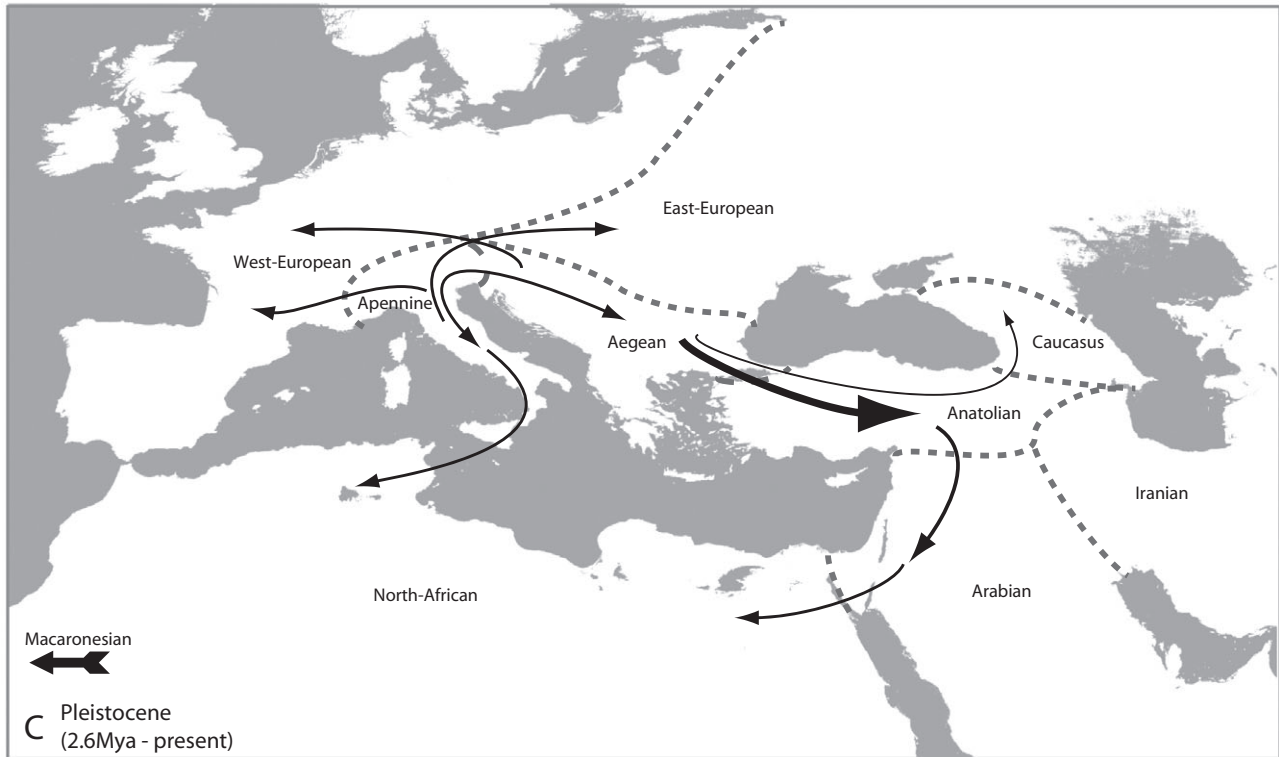 East-European
West-European
Apennine
Aegean
Caucasus
Anatolian
Iranian
North-African
Arabian
Macaronesian
C Pleistocene
(2.6Mya - present)